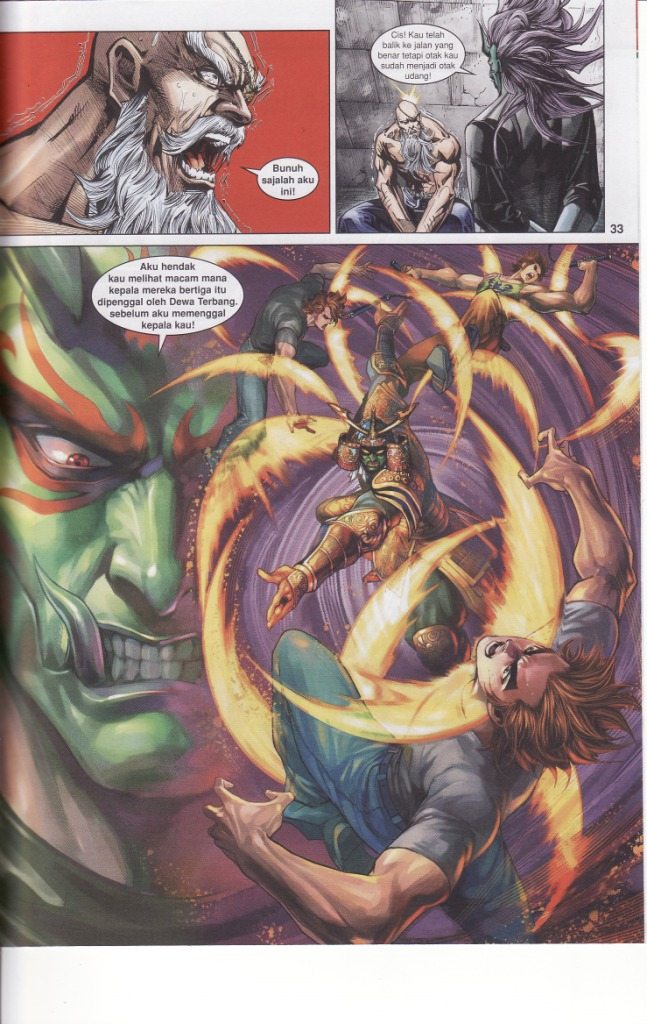 Bunuh
sajalah aku
ini!
Cis! Kau telah
balik ke jalan yang
benar tetapi otak kau
sudah menjadi otak
udang!
33
Aku hendak
kau melihat macam mana
kepala mereka bertiga itu
dipenggal oleh Dewa Terbang.
sebelum aku memenggal
kepala kau!